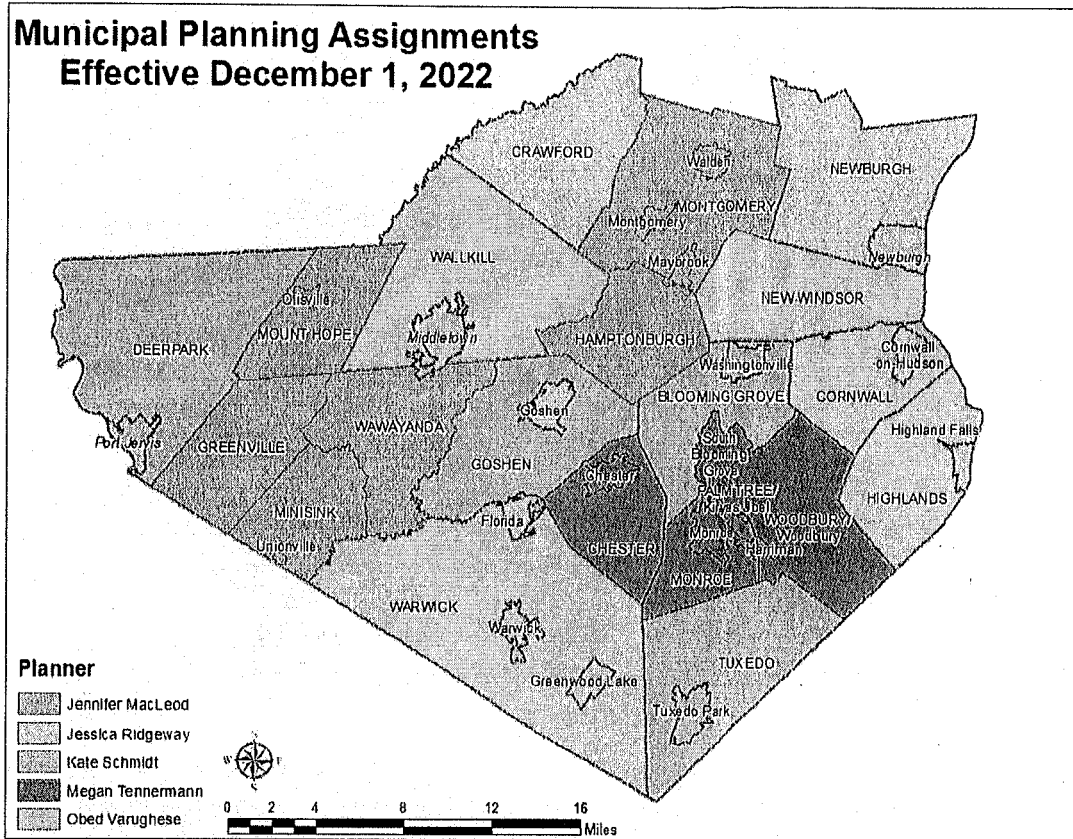 Municipal Planning Assignments
Effective December 1, 2022
CRAWFORD
Walden
NEWBURGH
MONTGOMERY
Montgomery
Newburgh
WALLKILL
Maybrook
Otisville
NEW WINDSOR
MOUNT HOPE
Middletown
HAMPTONBURGH
DEERPARK
Washingtonville
Cornwall
on-Hudson
BLOOMING GROVE
CORNWALL
Goshen
WAWAYANDA
Port Jervis
GREENVILLE
South
Blooming
Grove
Highland Falls
GOSHEN
Chester
PALM TREE
HIGHLANDS
Kiryas Joel
MINISINK
Florida
WOODBURY
Woodbury
Monroe
Unionville
CHESTER
Harriman
MONROE
WARWICK
Warwick
TUXEDO
Greenwood Lake
Tuxedo Park
Planner
Jennifer MacLeod
Jessica Ridgeway
Kate Schmidt
Megan Tennermann
Obed Varughese
W
S
0 2 4 8 12 16
Miles